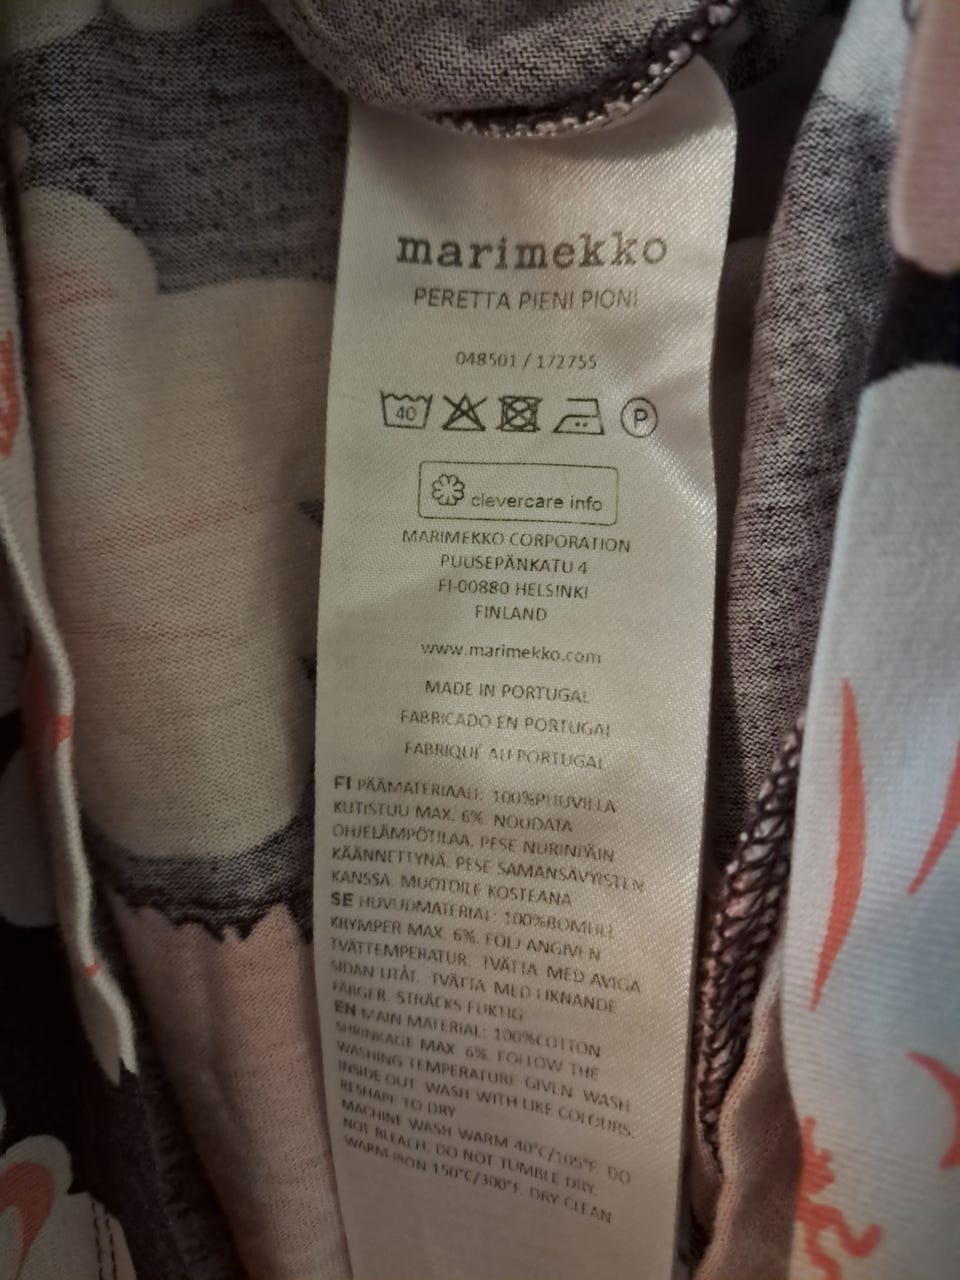 marimekko
PERETTA PIENI PIONI
048501 / 172755
40 P
clevercare info
MARIMEKKO CORPORATION
PUUSEPÄNKATU 4
FI-00880 HELSINKI
FINLAND
www.marimekko.com
MADE IN PORTUGAL
FABRICADO EN PORTUGAL
FABRIQUÉ AU PORTUGAL
FI PÄÄMATERIAALI: 100%PUUVILLA
KUTISTUU MAX. 6%. NOUDATA
OHJELÄMPÖTILAA. PESE NURINPÄIN
KÄÄNNETTYNÄ. PESE SAMANSÄVYISTEN
KANSSA. MUOTOILE KOSTEANA
SE HUVUDMATERIAL: 100%BOMULL
KRYMPER MAX. 6%. FÖLJ ANGIVEN
TVÄTTEMPERATUR. TVÄTTA MED AVIGA
SIDAN UTÅT. TVÄTTA MED LIKNANDE
FÄRGER. STRÄCKS FUKTIG
EN MAIN MATERIAL: 100%COTTON
SHRINKAGE MAX 6%. FOLLOW THE
WASHING TEMPERATURE GIVEN. WASH
INSIDE OUT. WASH WITH LIKE COLOURS.
RESHAPE TO DRY
MACHINE WASH WARM 40°C/105°F. DO
NOT BLEACH. DO NOT TUMBLE DRY.
WARM IRON 150°C/300°F. DRY CLEAN